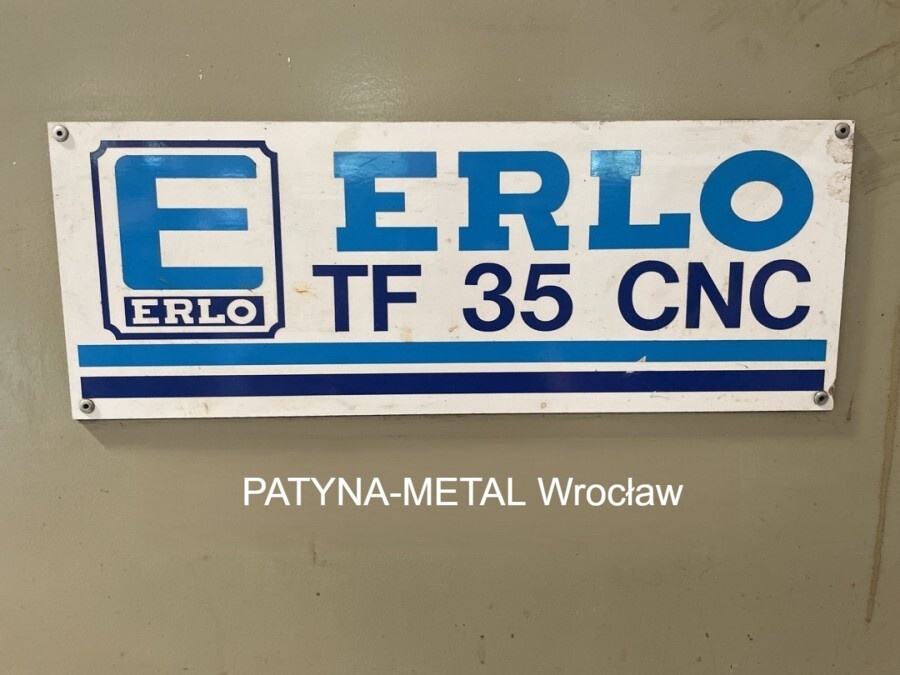 E
ERLO
ERLO
TF 35 CNC
PATYNA-METAL Wrocław